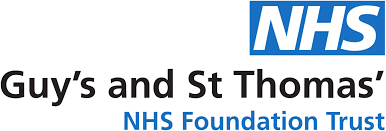 NHS
Guy's and St Thomas'
NHS Foundation Trust